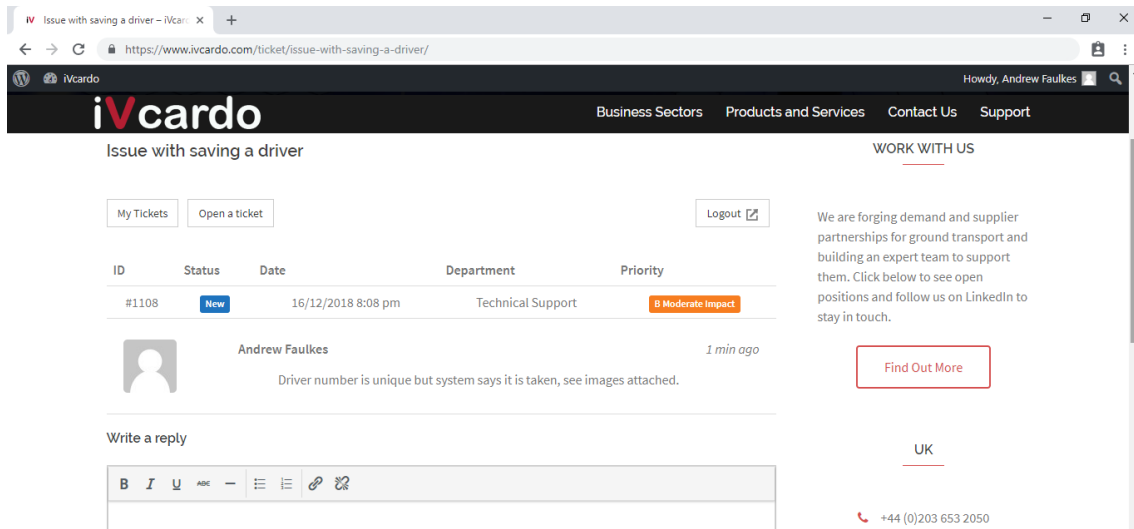 iV Issue with saving a driver – iVcard
https://www.ivcardo.com/ticket/issue-with-saving-a-driver/
iVcardo
Howdy, Andrew Faulkes
iVcardo
Business Sectors Products and Services Contact Us Support
Issue with saving a driver
My Tickets Open a ticket Logout
ID Status Date Department Priority
#1108 New 16/12/2018 8:08 pm Technical Support B Moderate Impact
Andrew Faulkes 1 min ago
Driver number is unique but system says it is taken, see images attached.
Write a reply
B I U ABC
WORK WITH US
We are forging demand and supplier
partnerships for ground transport and
building an expert team to support
them. Click below to see open
positions and follow us on LinkedIn to
stay in touch.
Find Out More
UK
+44 (0)203 653 2050